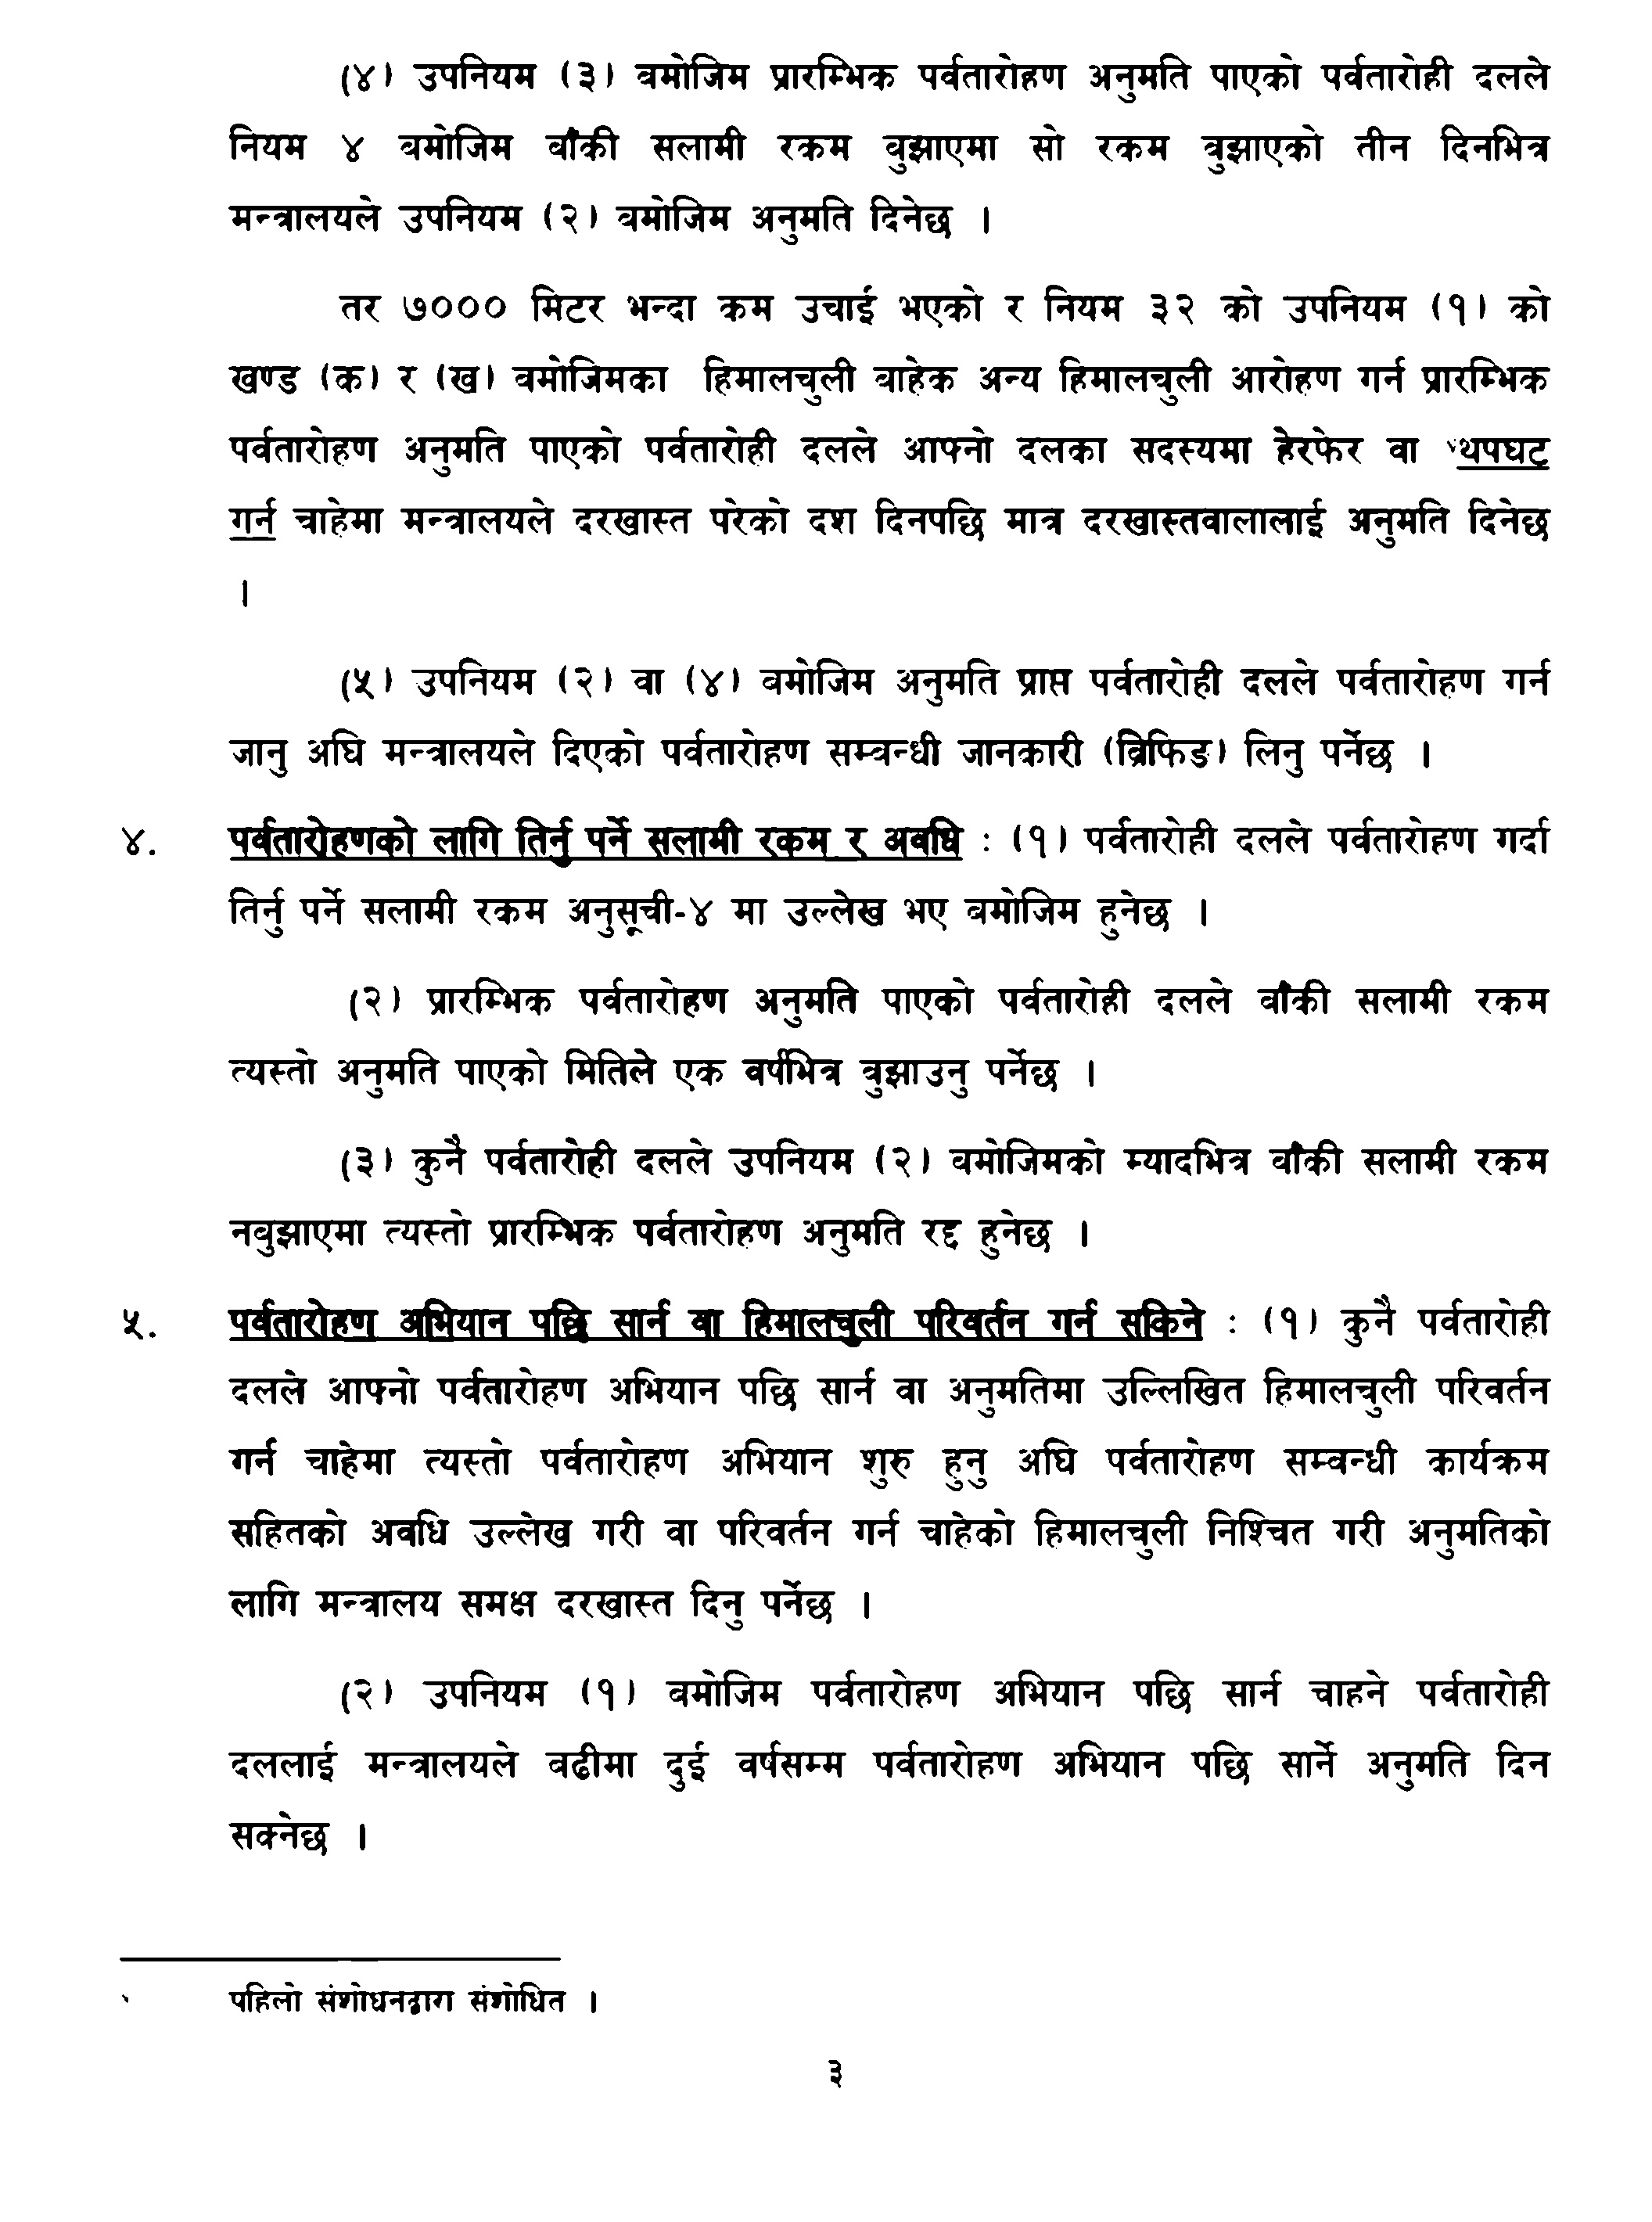 (४) उपनियम (३) बमोजिम प्रारम्भिक पर्वतारोहण अनुमति पाएको पर्वतारोही दलले
नियम ४ बमोजिम बाँकी सलामी रकम बुझाएमा सो रकम बुझाएको तीन दिनभित्र
मन्त्रालयले उपनियम (२) बमोजिम अनुमति दिनेछ ।
तर ७००० मिटर भन्दा कम उचाई भएको र नियम ३२ को उपनियम (१) को
खण्ड (क) र (ख) बमोजिमका हिमालचुली बाहेक अन्य हिमालचुली आरोहण गर्न प्रारम्भिक
पर्वतारोहण अनुमति पाएको पर्वतारोही दलले आफ्नो दलका सदस्यमा हेरफेर वा थपघट
गर्न चाहेमा मन्त्रालयले दरखास्त परेको दश दिनपछि मात्र दरखास्तवालालाई अनुमति दिनेछ
।
(५) उपनियम (२) वा (४) बमोजिम अनुमति प्राप्त पर्वतारोही दलले पर्वतारोहण गर्न
जानु अघि मन्त्रालयले दिएको पर्वतारोहण सम्बन्धी जानकारी (ब्रिफिङ) लिनु पर्नेछ ।
४. पर्वतारोहणको लागि तिर्नु पर्ने सलामी रकम र अवधि : (१) पर्वतारोही दलले पर्वतारोहण गर्दा
तिर्नु पर्ने सलामी रकम अनुसूची-४ मा उल्लेख भए बमोजिम हुनेछ ।
(२) प्रारम्भिक पर्वतारोहण अनुमति पाएको पर्वतारोही दलले बाँकी सलामी रकम
त्यस्तो अनुमति पाएको मितिले एक वर्षभित्र बुझाउनु पर्नेछ ।
(३) कुनै पर्वतारोही दलले उपनियम (२) बमोजिमको म्यादभित्र बाँकी सलामी रकम
नबुझाएमा त्यस्तो प्रारम्भिक पर्वतारोहण अनुमति रद्द हुनेछ ।
५. पर्वतारोहण अभियान पछि सार्न वा हिमालचुली परिवर्तन गर्न सकिने : (१) कुनै पर्वतारोही
दलले आफ्नो पर्वतारोहण अभियान पछि सार्न वा अनुमतिमा उल्लिखित हिमालचुली परिवर्तन
गर्न चाहेमा त्यस्तो पर्वतारोहण अभियान शुरु हुनु अघि पर्वतारोहण सम्बन्धी कार्यक्रम
सहितको अवधि उल्लेख गरी वा परिवर्तन गर्न चाहेको हिमालचुली निश्चित गरी अनुमतिको
लागि मन्त्रालय समक्ष दरखास्त दिनु पर्नेछ ।
(२) उपनियम (१) बमोजिम पर्वतारोहण अभियान पछि सार्न चाहने पर्वतारोही
दललाई मन्त्रालयले बढीमा दुई वर्षसम्म पर्वतारोहण अभियान पछि सार्ने अनुमति दिन
सक्नेछ ।
पहिलो संशोधनद्वारा संशोधित ।
३